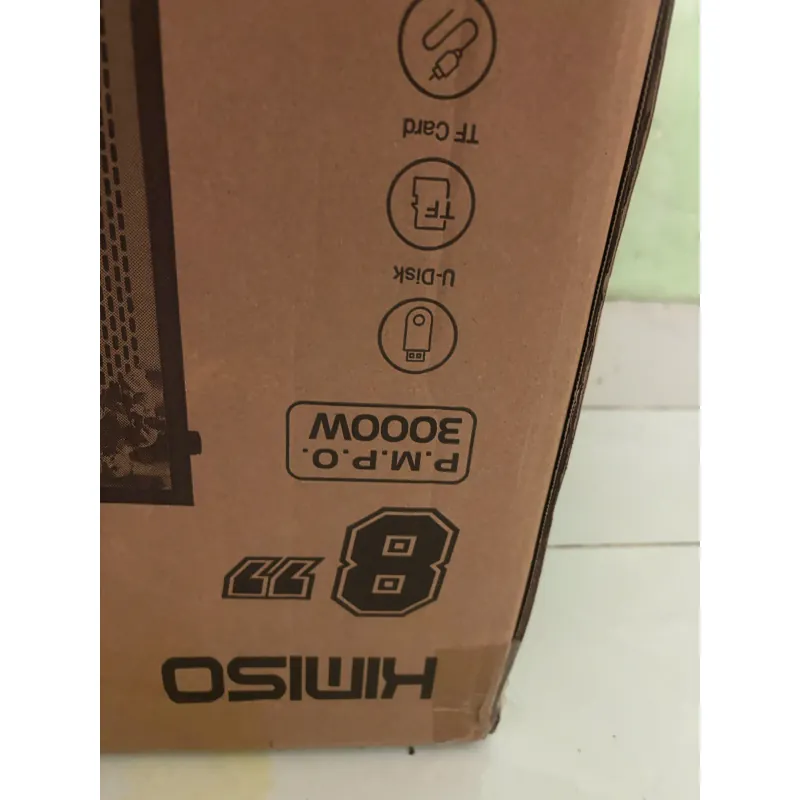 KIMISO
8"
P.M.P.O.
3000W
U-Disk
TF
TF Card